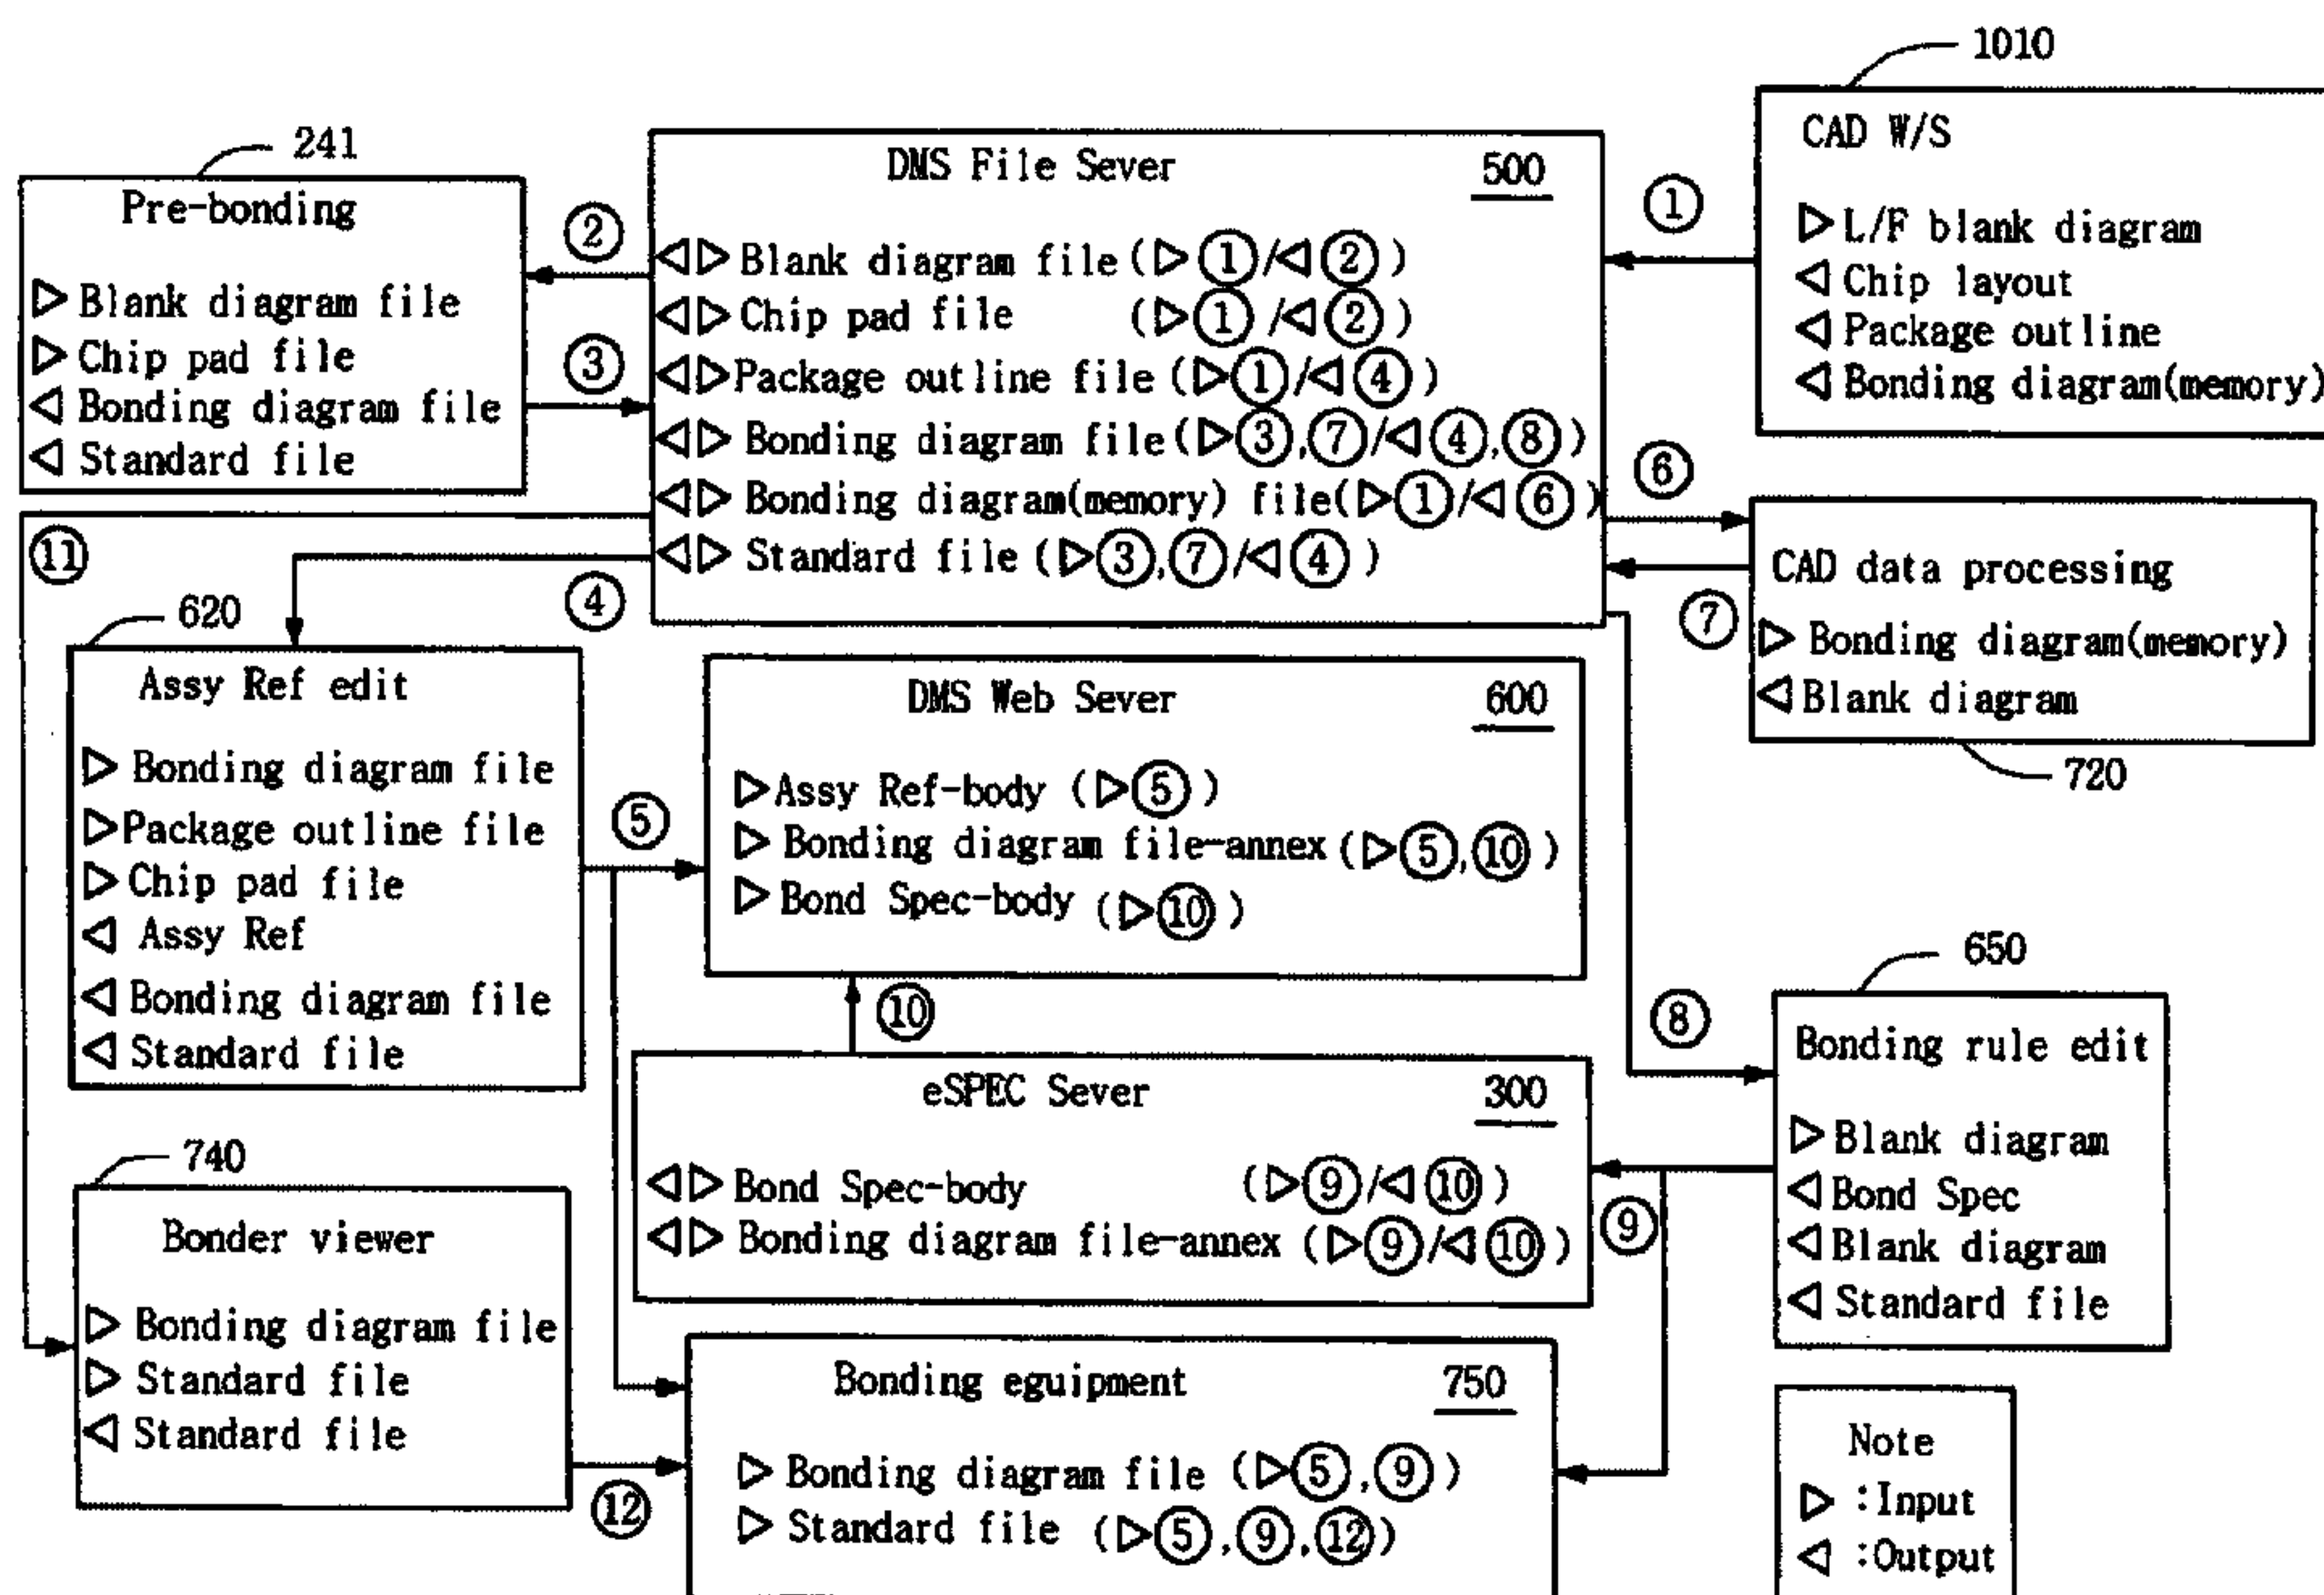 1010
CAD W/S
▷L/F blank diagram
◁Chip layout
◁Package outline
◁Bonding diagram(memory)
241
Pre-bonding
▷Blank diagram file
▷Chip pad file
◁Bonding diagram file
◁Standard file
②
③
DMS File Sever 500
◁▷Blank diagram file(▷①/◁②)
◁▷Chip pad file (▷①/◁②)
◁▷Package outline file(▷①/◁④)
◁▷Bonding diagram file(▷③,⑦/◁④,⑧)
◁▷Bonding diagram(memory) file(▷①/◁⑥)
◁▷Standard file(▷③,⑦/◁④)
①
⑥
⑦
CAD data processing
▷Bonding diagram(memory)
◁Blank diagram
720
⑪
④
620
Assy Ref edit
▷Bonding diagram file
▷Package outline file
▷Chip pad file
◁Assy Ref
◁Bonding diagram file
◁Standard file
⑤
DMS Web Sever 600
▷Assy Ref-body (▷⑤)
▷Bonding diagram file-annex(▷⑤,⑩)
▷Bond Spec-body (▷⑩)
⑩
⑧
650
Bonding rule edit
▷Blank diagram
◁Bond Spec
◁Blank diagram
◁Standard file
eSPEC Sever 300
◁▷Bond Spec-body (▷⑨/◁⑩)
◁▷Bonding diagram file-annex (▷⑨/◁⑩)
⑨
740
Bonder viewer
▷Bonding diagram file
▷Standard file
◁Standard file
⑫
Bonding eguipment 750
▷Bonding diagram file (▷⑤,⑨)
▷Standard file (▷⑤,⑨,⑫)
Note
▷ :Input
◁ :Output